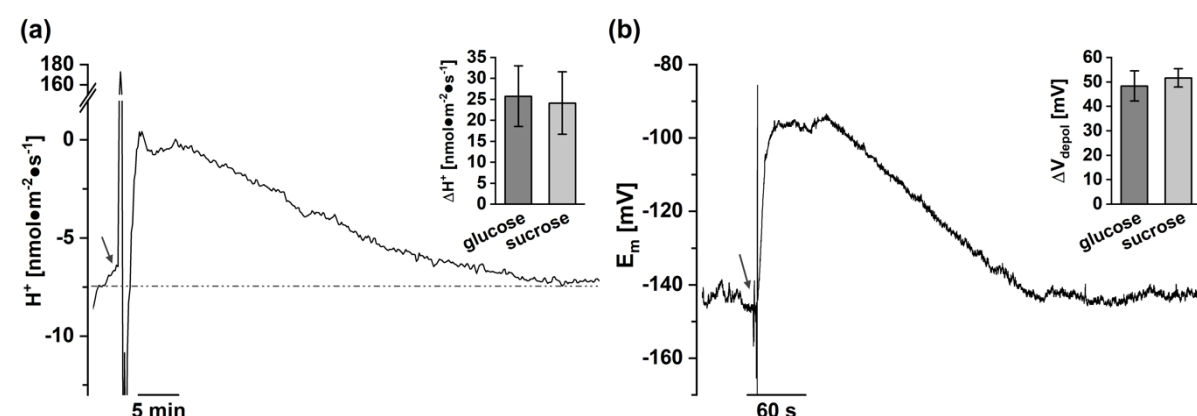 (a)
180
160
0
-5
-10
H⁺ [nmol●m⁻²●s⁻¹]
5 min
35
30
25
20
15
10
5
0
ΔH⁺ [nmol●m⁻²●s⁻¹]
glucose
sucrose
(b)
-80
-100
-120
-140
-160
Eₘ [mV]
60 s
60
50
40
30
20
10
0
ΔV_depol [mV]
glucose
sucrose